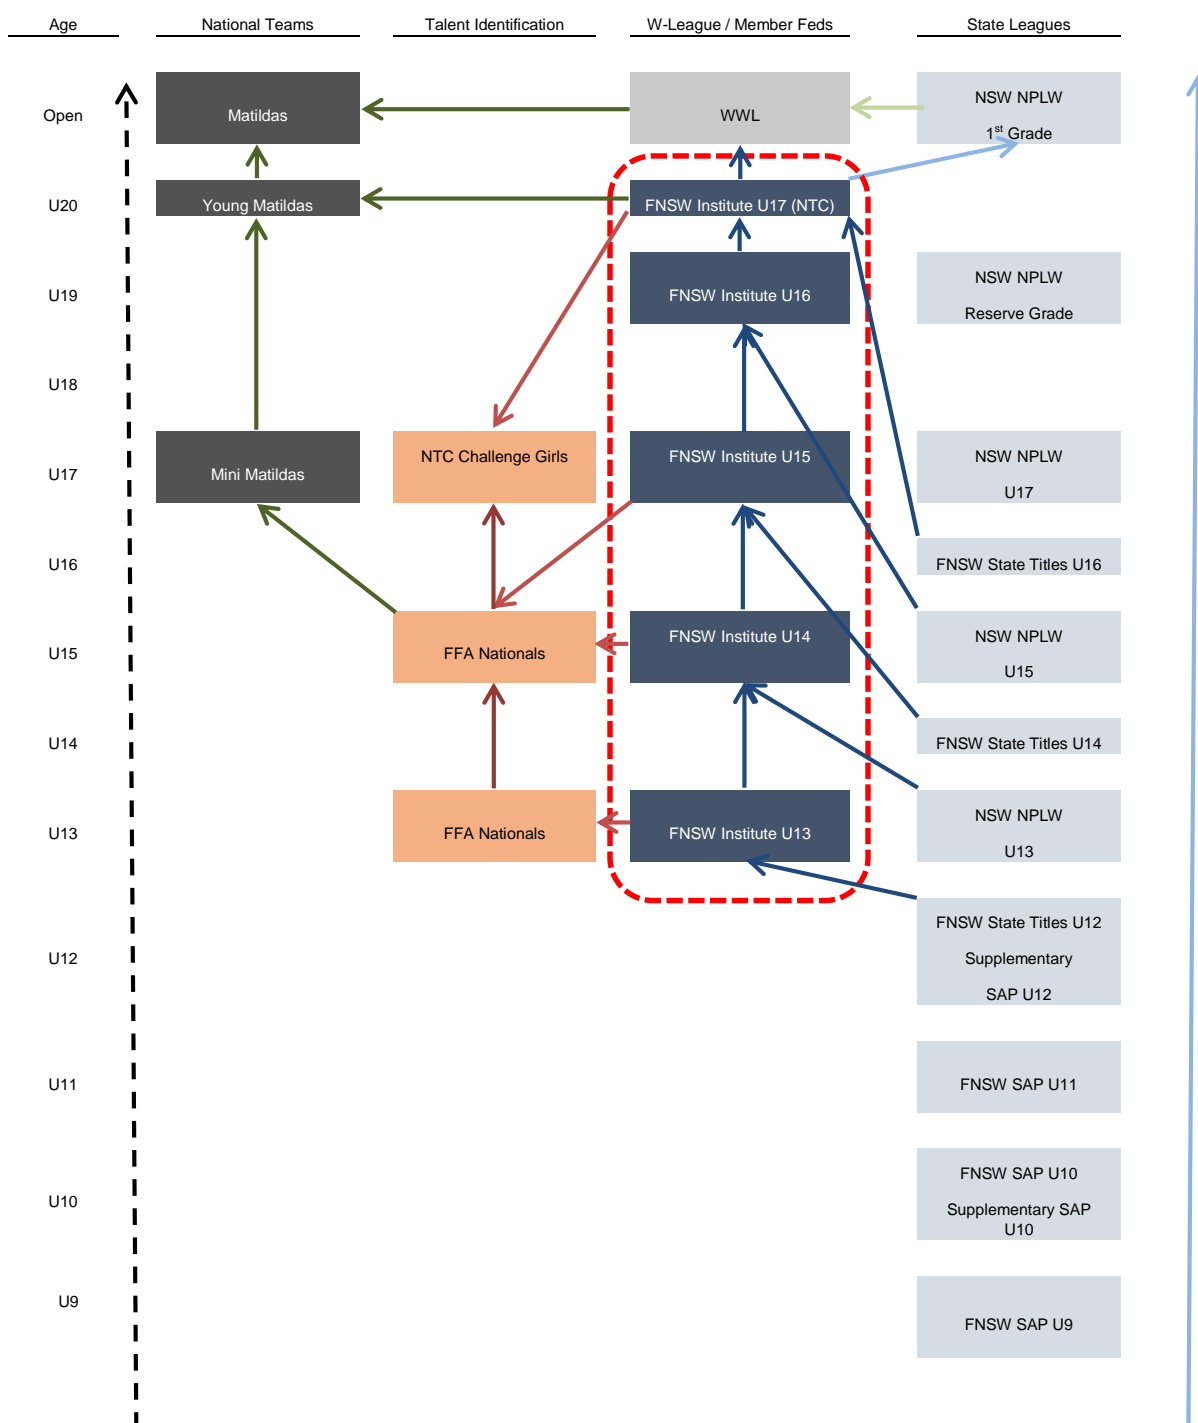 Age
National Teams
Talent Identification
W-League / Member Feds
State Leagues
Open
Matildas
WWL
NSW NPLW
1st Grade
U20
Young Matildas
FNSW Institute U17 (NTC)
U19
FNSW Institute U16
NSW NPLW
Reserve Grade
U18
U17
Mini Matildas
NTC Challenge Girls
FNSW Institute U15
NSW NPLW
U17
U16
FNSW State Titles U16
U15
FFA Nationals
FNSW Institute U14
NSW NPLW
U15
U14
FNSW State Titles U14
U13
FFA Nationals
FNSW Institute U13
NSW NPLW
U13
U12
FNSW State Titles U12
Supplementary
SAP U12
U11
FNSW SAP U11
U10
FNSW SAP U10
Supplementary SAP
U10
U9
FNSW SAP U9